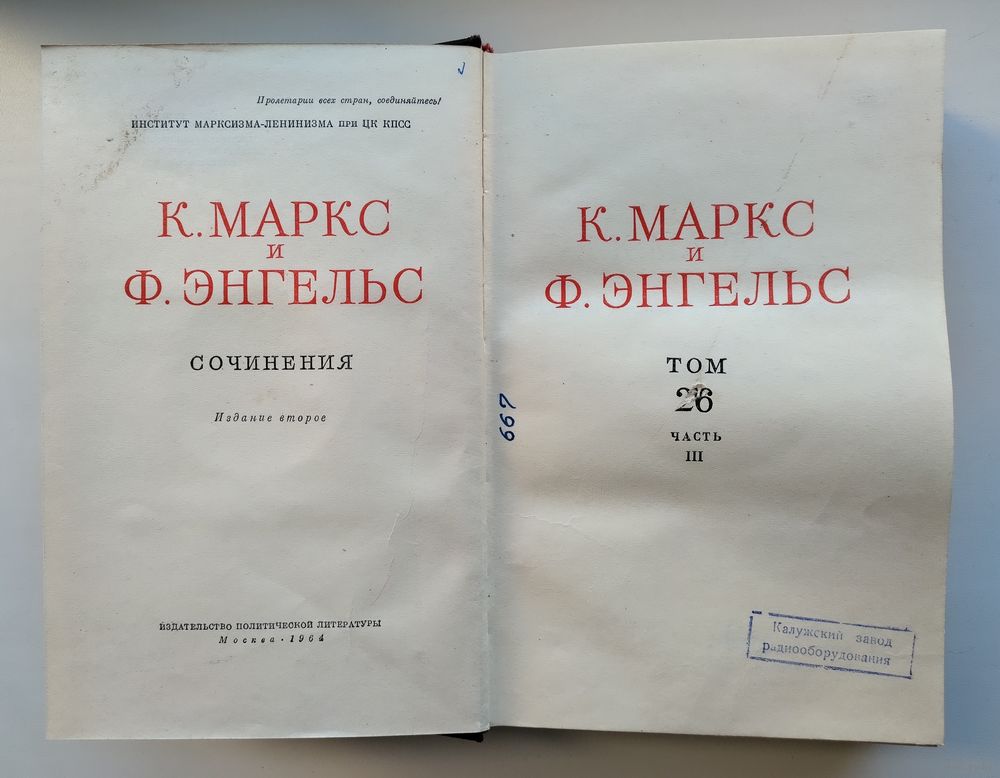 Пролетарии всех стран, соединяйтесь!
ИНСТИТУТ МАРКСИЗМА-ЛЕНИНИЗМА ПРИ ЦК КПСС
К. МАРКС
И
Ф. ЭНГЕЛЬС
СОЧИНЕНИЯ
Издание второе
ИЗДАТЕЛЬСТВО ПОЛИТИЧЕСКОЙ ЛИТЕРАТУРЫ
Москва · 1964
667
К. МАРКС
И
Ф. ЭНГЕЛЬС
ТОМ
26
ЧАСТЬ
III
Калужский завод
радиооборудования